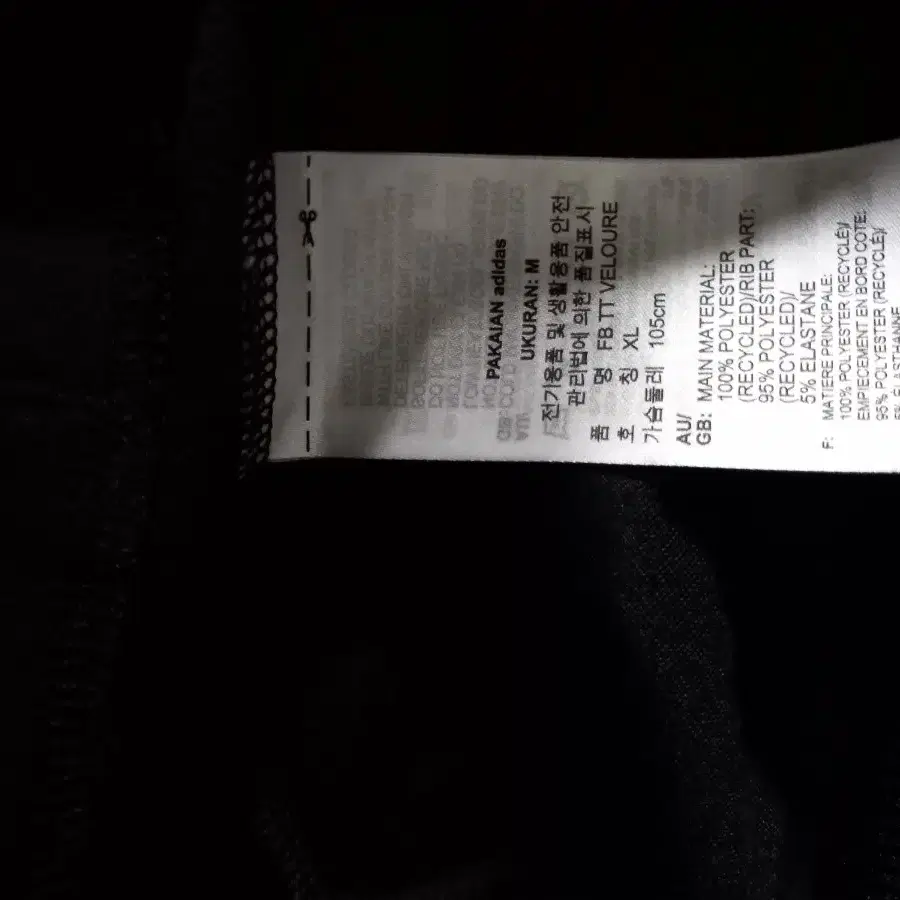 PAKAIAN adidas
UKURAN: M
전기용품 및 생활용품 안전
관리법에 의한 품질표시
품 명 FB TT VELOURE
호 칭 XL
가슴둘레 105cm
AU/
GB: MAIN MATERIAL:
100% POLYESTER
(RECYCLED)/RIB PART:
95% POLYESTER
(RECYCLED)/
5% ELASTANE
F: MATIERE PRINCIPALE:
100% POLYESTER (RECYCLÉ)/
EMPIECEMENT EN BORD COTE:
95% POLYESTER (RECYCLÉ)/